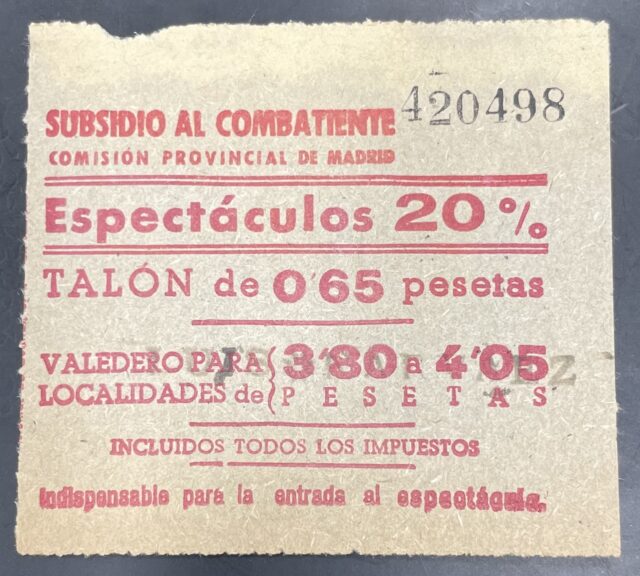 SUBSIDIO AL COMBATIENTE 420498
COMISIÓN PROVINCIAL DE MADRID
Espectáculos 20%
TALÓN de 0'65 pesetas
VALEDERO PARA 3'80 a 4'05
LOCALIDADES de PESETAS
INCLUIDOS TODOS LOS IMPUESTOS
Indispensable para la entrada al espectáculo.